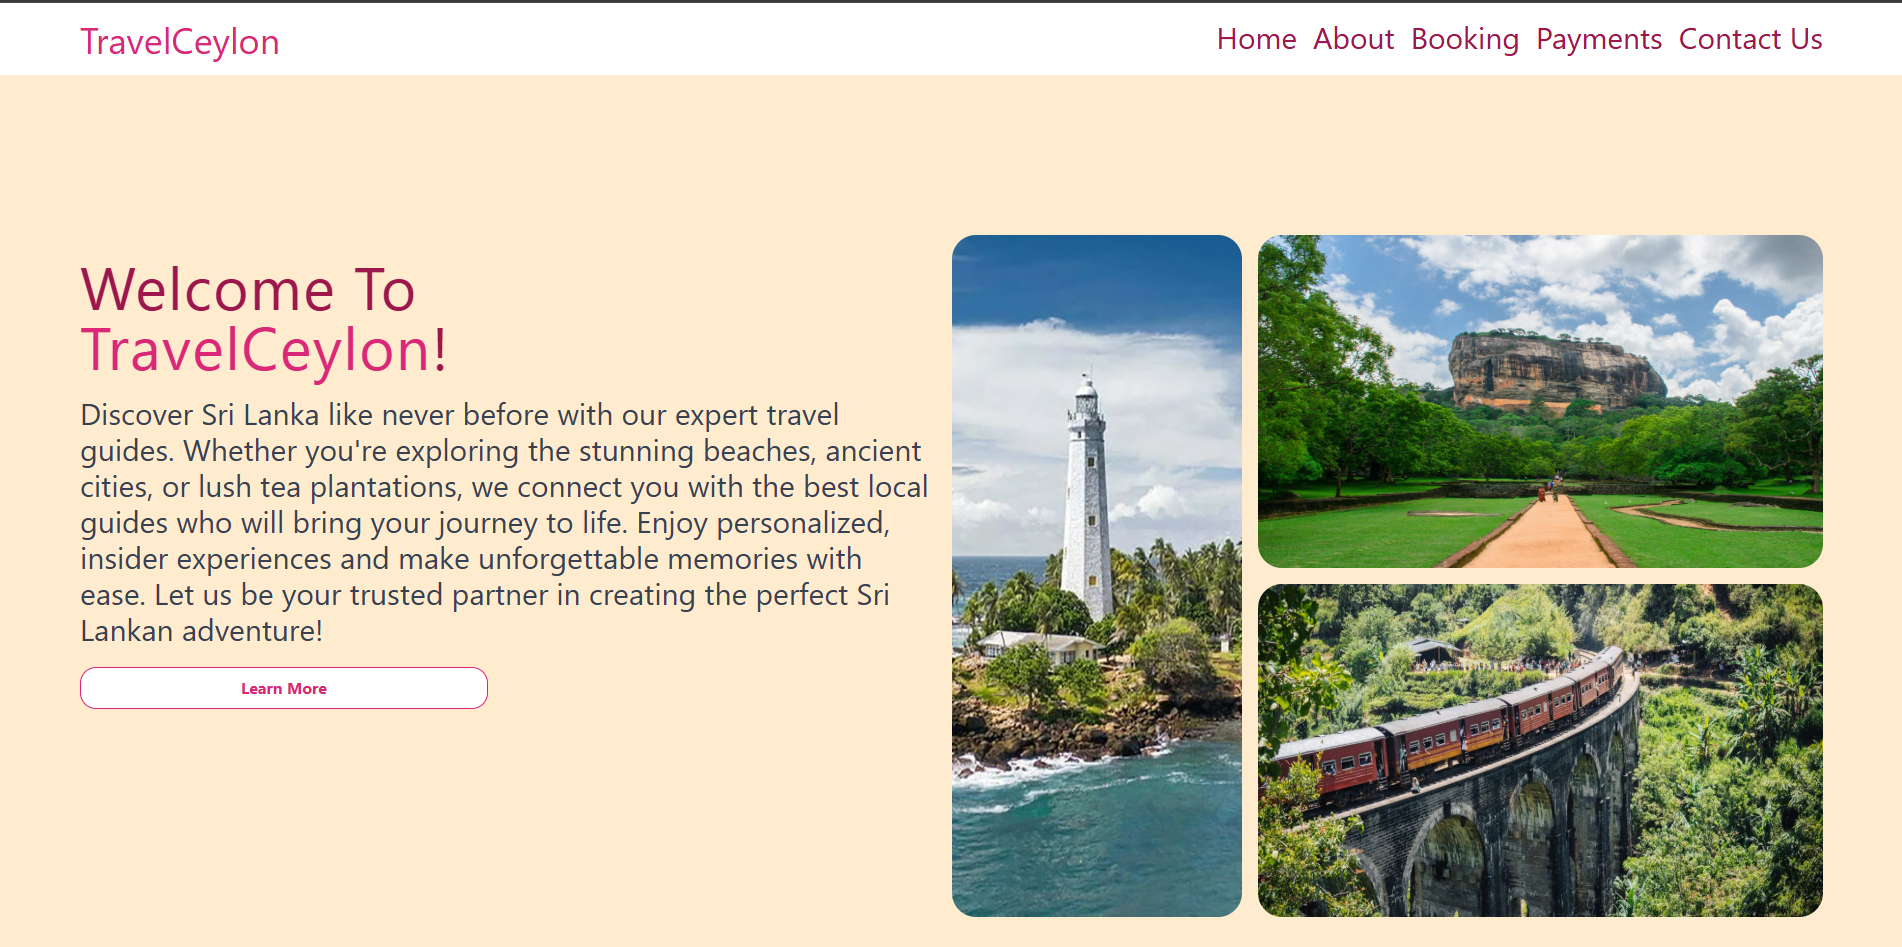 TravelCeylon
Home About Booking Payments Contact Us
Welcome To
TravelCeylon!
Discover Sri Lanka like never before with our expert travel
guides. Whether you're exploring the stunning beaches, ancient
cities, or lush tea plantations, we connect you with the best local
guides who will bring your journey to life. Enjoy personalized,
insider experiences and make unforgettable memories with
ease. Let us be your trusted partner in creating the perfect Sri
Lankan adventure!
Learn More